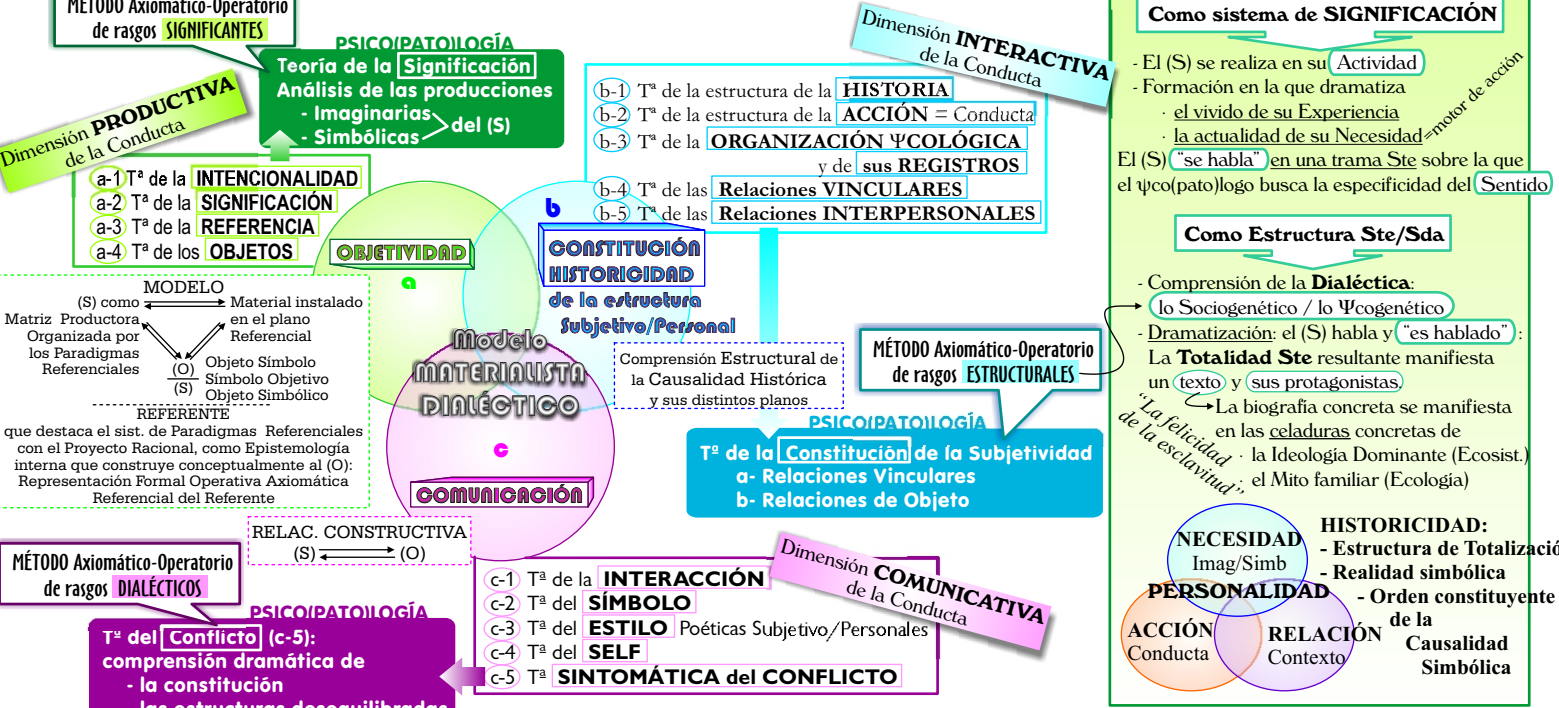 MÉTODO Axiomático-Operatorio
de rasgos SIGNIFICANTES
PSICO(PATO)LOGÍA
Teoría de la Significación
Análisis de las producciones
- Imaginarias
- Simbólicas
del (S)
Dimensión PRODUCTIVA
de la Conducta
a-1 Tª de la INTENCIONALIDAD
a-2 Tª de la SIGNIFICACIÓN
a-3 Tª de la REFERENCIA
a-4 Tª de los OBJETOS
OBJETIVIDAD
a
MODELO
(S) como
Matriz Productora
Organizada por
los Paradigmas
Referenciales
Material instalado
en el plano
Referencial
(O)
(S)
Objeto Símbolo
Símbolo Objetivo
Objeto Simbólico
REFERENTE
que destaca el sist. de Paradigmas Referenciales
con el Proyecto Racional, como Epistemología
interna que construye conceptualmente al (O):
Representación Formal Operativa Axiomática
Referencial del Referente
RELAC. CONSTRUCTIVA
(S) (O)
Modelo
MATERIALISTA
DIALÉCTICO
Dimensión INTERACTIVA
de la Conducta
b-1 Tª de la estructura de la HISTORIA
b-2 Tª de la estructura de la ACCIÓN = Conducta
b-3 Tª de la ORGANIZACIÓN ΨCOLÓGICA
y de sus REGISTROS
b-4 Tª de las Relaciones VINCULARES
b-5 Tª de las Relaciones INTERPERSONALES
b
CONSTITUCIÓN
HISTORICIDAD
de la estructura
Subjetivo/Personal
Comprensión Estructural de
la Causalidad Histórica
y sus distintos planos
MÉTODO Axiomático-Operatorio
de rasgos ESTRUCTURALES
PSICO(PATO)LOGÍA
Tª de la Constitución de la Subjetividad
a- Relaciones Vinculares
b- Relaciones de Objeto
c
COMUNICACIÓN
Dimensión COMUNICATIVA
de la Conducta
c-1 Tª de la INTERACCIÓN
c-2 Tª del SÍMBOLO
c-3 Tª del ESTILO Poéticas Subjetivo/Personales
c-4 Tª del SELF
c-5 Tª SINTOMÁTICA del CONFLICTO
MÉTODO Axiomático-Operatorio
de rasgos DIALÉCTICOS
PSICO(PATO)LOGÍA
Tª del Conflicto (c-5):
comprensión dramática de
- la constitución
- las estructuras desequilibradas
Como sistema de SIGNIFICACIÓN
- El (S) se realiza en su Actividad
- Formación en la que dramatiza
· el vivido de su Experiencia
· la actualidad de su Necesidad
=motor de acción
El (S) "se habla" en una trama Ste sobre la que
el ψco(pato)logo busca la especificidad del Sentido
Como Estructura Ste/Sda
- Comprensión de la Dialéctica:
lo Sociogenético / lo Ψcogenético
- Dramatización: el (S) habla y "es hablado":
La Totalidad Ste resultante manifiesta
un texto y sus protagonistas
La biografía concreta se manifiesta
en las celaduras concretas de
· la Ideología Dominante (Ecosist.)
· el Mito familiar (Ecología)
"La felicidad
de la esclavitud"
NECESIDAD
Imag/Simb
PERSONALIDAD
ACCIÓN
Conducta
RELACIÓN
Contexto
HISTORICIDAD:
- Estructura de Totalizació
- Realidad simbólica
- Orden constituyente
de la
Causalidad
Simbólica